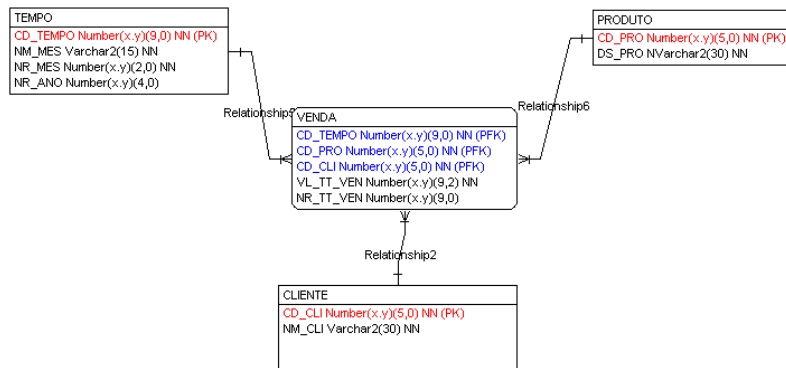 TEMPO
CD_TEMPO Number(x.y)(9,0) NN (PK)
NM_MES Varchar2(15) NN
NR_MES Number(x.y)(2,0) NN
NR_ANO Number(x.y)(4,0)
PRODUTO
CD_PRO Number(x.y)(5,0) NN (PK)
DS_PRO NVarchar2(30) NN
Relationship6
VENDA
CD_TEMPO Number(x.y)(9,0) NN (PFK)
CD_PRO Number(x.y)(5,0) NN (PFK)
CD_CLI Number(x.y)(5,0) NN (PFK)
VL_TT_VEN Number(x.y)(9,2) NN
NR_TT_VEN Number(x.y)(9,0)
Relationship2
CLIENTE
CD_CLI Number(x.y)(5,0) NN (PK)
NM_CLI Varchar2(30) NN